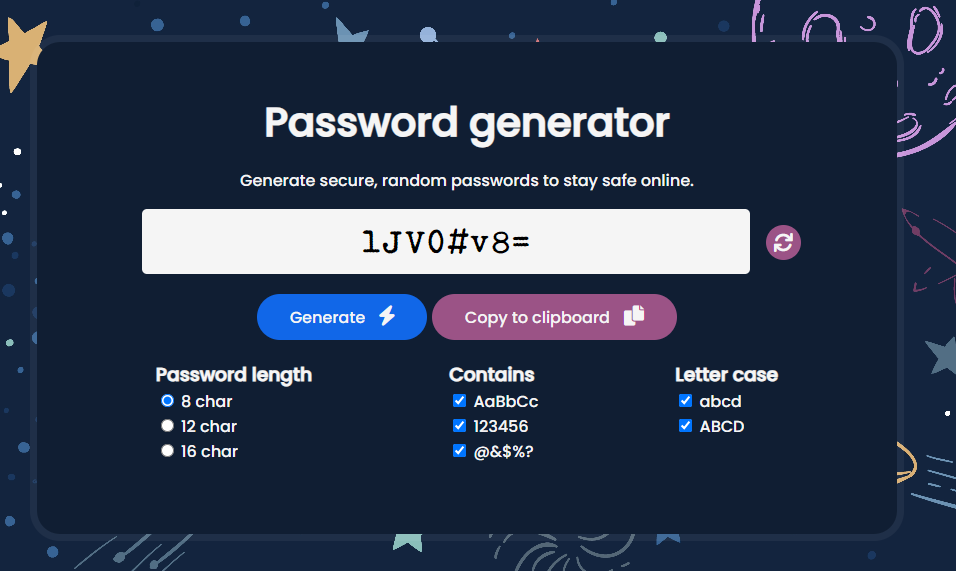 Password generator
Generate secure, random passwords to stay safe online.
1JV0#v8=
Generate
Copy to clipboard
Password length
8 char
12 char
16 char
Contains
AaBbCc
123456
@&$%?
Letter case
abcd
ABCD